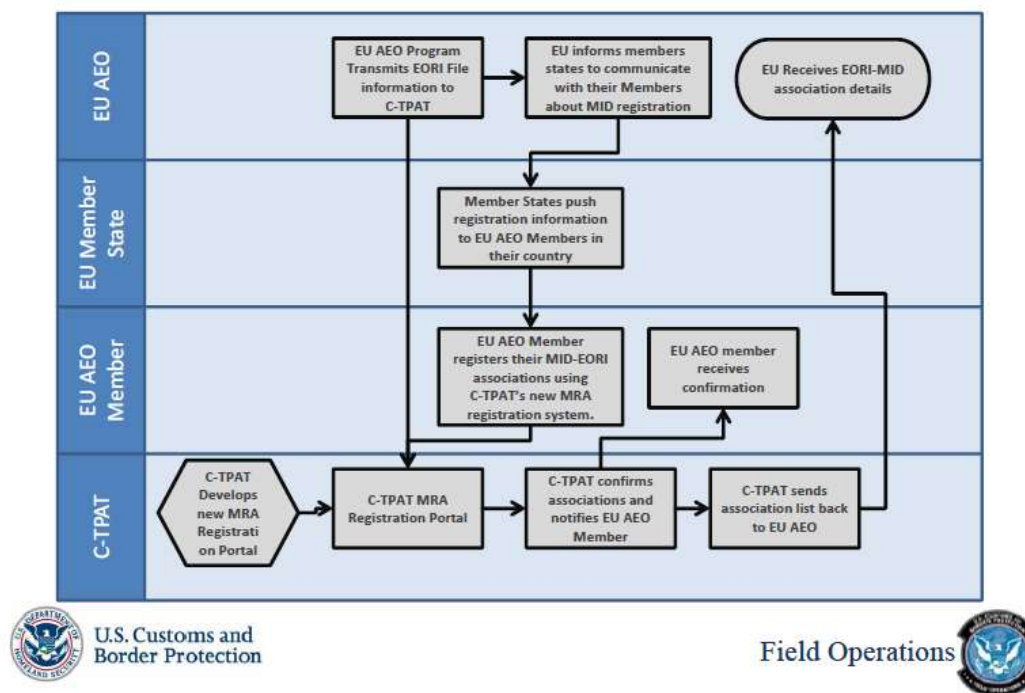 EU AEO
EU AEO Program
Transmits EORI File
information to
C-TPAT
EU informs members
states to communicate
with their Members
about MID registration
EU Receives EORI-MID
association details
EU Member
State
Member States push
registration information
to EU AEO Members in
their country
EU AEO
Member
EU AEO Member
registers their MID-EORI
associations using
C-TPAT's new MRA
registration system.
EU AEO member
receives
confirmation
C-TPAT
C-TPAT
Develops
new MRA
Registrati
on Portal
C-TPAT MRA
Registration Portal
C-TPAT confirms
associations and
notifies EU AEO
Member
C-TPAT sends
association list back
to EU AEO
U.S. Customs and
Border Protection
Field Operations